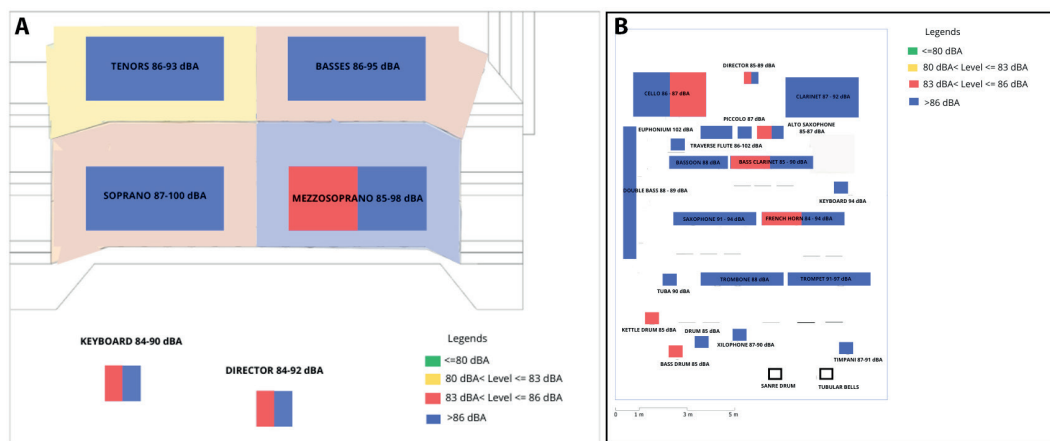 A
TENORS 86-93 dBA
BASSES 86-95 dBA
SOPRANO 87-100 dBA
MEZZOSOPRANO 85-98 dBA
KEYBOARD 84-90 dBA
DIRECTOR 84-92 dBA
Legends
<=80 dBA
80 dBA< Level <= 83 dBA
83 dBA< Level <= 86 dBA
>86 dBA
B
Legends
<=80 dBA
80 dBA< Level <= 83 dBA
83 dBA< Level <= 86 dBA
>86 dBA
DIRECTOR 85-89 dBA
CELLO 86 - 87 dBA
CLARINET 87 - 92 dBA
PICCOLO 87 dBA
EUPHONIUM 102 dBA
ALTO SAXOPHONE
85-87 dBA
TRAVERSE FLUTE 86-102 dBA
BASSOON 88 dBA
BASS CLARINET 85 - 90 dBA
DOUBLE BASS 88 - 89 dBA
KEYBOARD 94 dBA
SAXOPHONE 91 - 94 dBA
FRENCH HORN 84 - 94 dBA
TROMBONE 88 dBA
TROMPET 91-97 dBA
TUBA 90 dBA
KETTLE DRUM 85 dBA
DRUM 85 dBA
XILOPHONE 87-90 dBA
BASS DRUM 85 dBA
TIMPANI 87-91 dBA
SANRE DRUM
TUBULAR BELLS
0 1 m 3 m 5 m